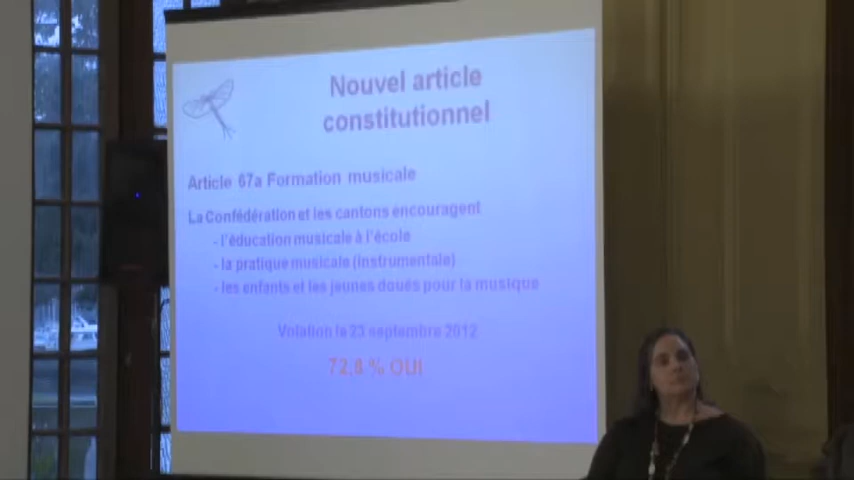 Nouvel article
constitutionnel
Article 67a Formation musicale
La Confédération et les cantons encouragent
- l'éducation musicale à l'école
- la pratique musicale (instrumentale)
- les enfants et les jeunes doués pour la musique
Votation le 23 septembre 2012
72,8 % OUI